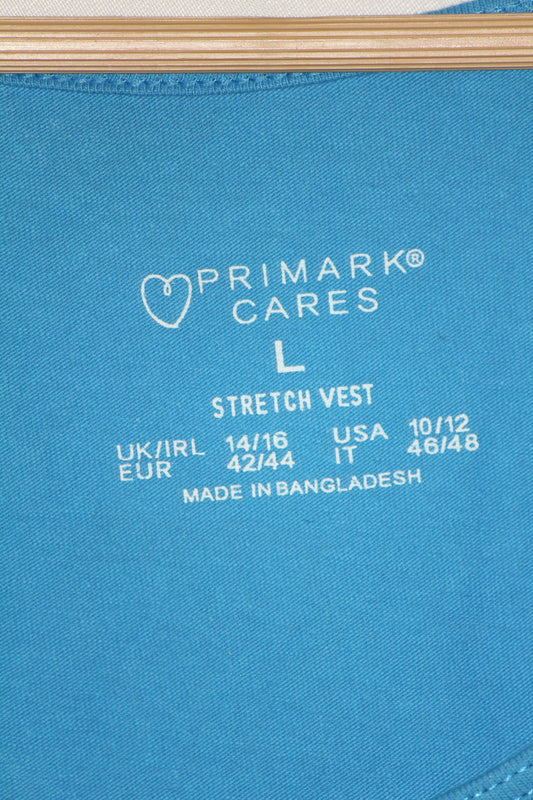 PRIMARK®
CARES
L
STRETCH VEST
UK/IRL 14/16 USA 10/12
EUR 42/44 IT 46/48
MADE IN BANGLADESH